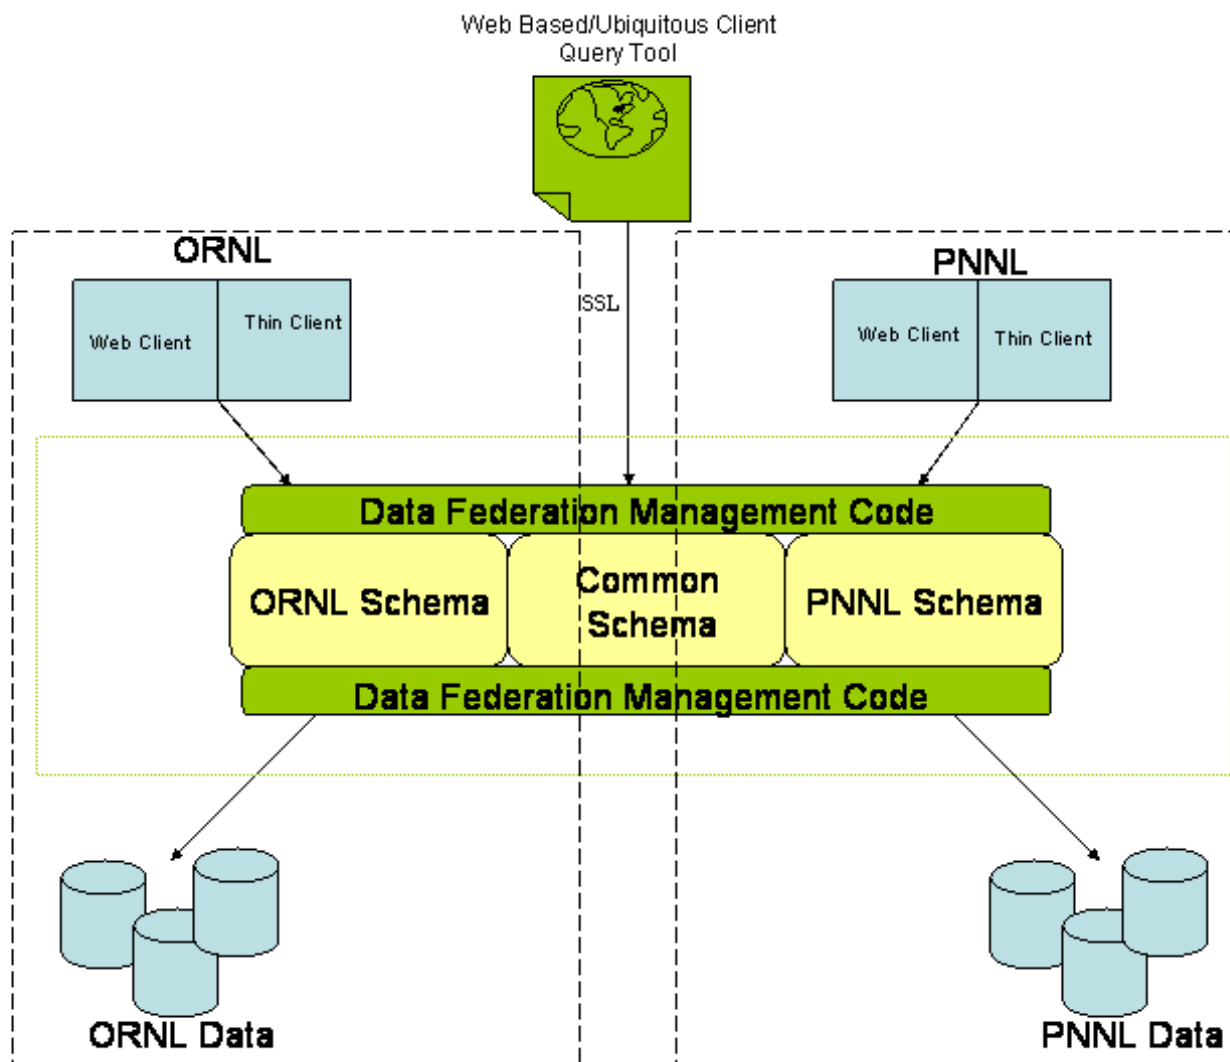 Web Based/Ubiquitous Client
Query Tool
ORNL
PNNL
Web Client
Thin Client
SSL
Web Client
Thin Client
Data Federation Management Code
ORNL Schema
Common
Schema
PNNL Schema
Data Federation Management Code
ORNL Data
PNNL Data